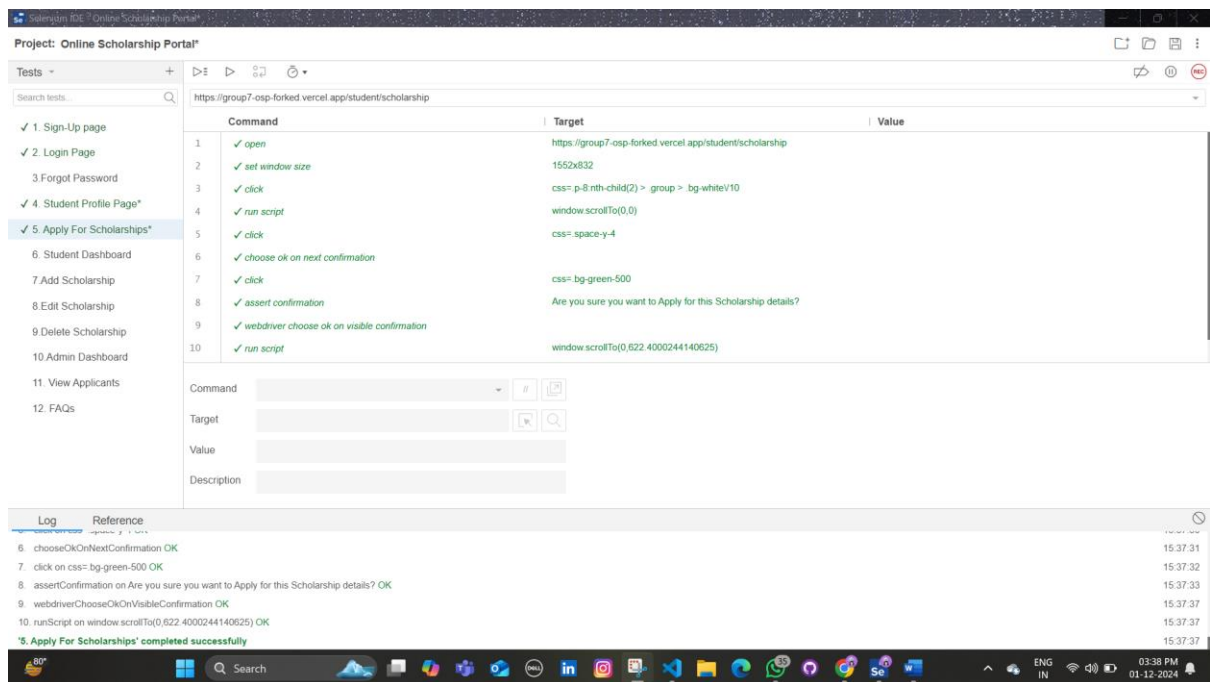 Selenium IDE - Online Scholarship Portal*
Project: Online Scholarship Portal*
Tests
Search tests...
✓ 1. Sign-Up page
✓ 2. Login Page
3.Forgot Password
✓ 4. Student Profile Page*
✓ 5. Apply For Scholarships*
6. Student Dashboard
7.Add Scholarship
8.Edit Scholarship
9.Delete Scholarship
10.Admin Dashboard
11. View Applicants
12. FAQs
REC
https://group7-osp-forked.vercel.app/student/scholarship
Command Target Value
1 ✓ open https://group7-osp-forked.vercel.app/student/scholarship
2 ✓ set window size 1552x832
3 ✓ click css=.p-8:nth-child(2) > .group > .bg-white\/10
4 ✓ run script window.scrollTo(0,0)
5 ✓ click css=.space-y-4
6 ✓ choose ok on next confirmation
7 ✓ click css=.bg-green-500
8 ✓ assert confirmation Are you sure you want to Apply for this Scholarship details?
9 ✓ webdriver choose ok on visible confirmation
10 ✓ run script window.scrollTo(0,622.4000244140625)
Command //
Target
Value
Description
Log Reference
6. chooseOkOnNextConfirmation OK 15:37:31
7. click on css=.bg-green-500 OK 15:37:32
8. assertConfirmation on Are you sure you want to Apply for this Scholarship details? OK 15:37:33
9. webdriverChooseOkOnVisibleConfirmation OK 15:37:37
10. runScript on window.scrollTo(0,622.4000244140625) OK 15:37:37
'5. Apply For Scholarships' completed successfully 15:37:37
80°
Search
35
ENG
IN
03:38 PM
01-12-2024